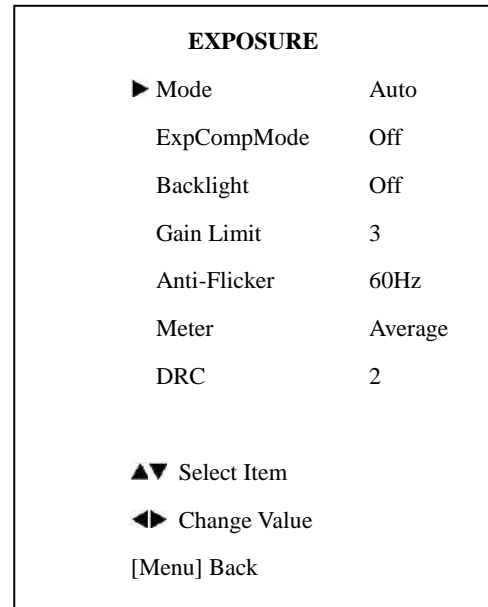 EXPOSURE
▶ Mode Auto
ExpCompMode Off
Backlight Off
Gain Limit 3
Anti-Flicker 60Hz
Meter Average
DRC 2
▲▼ Select Item
◀▶ Change Value
[Menu] Back